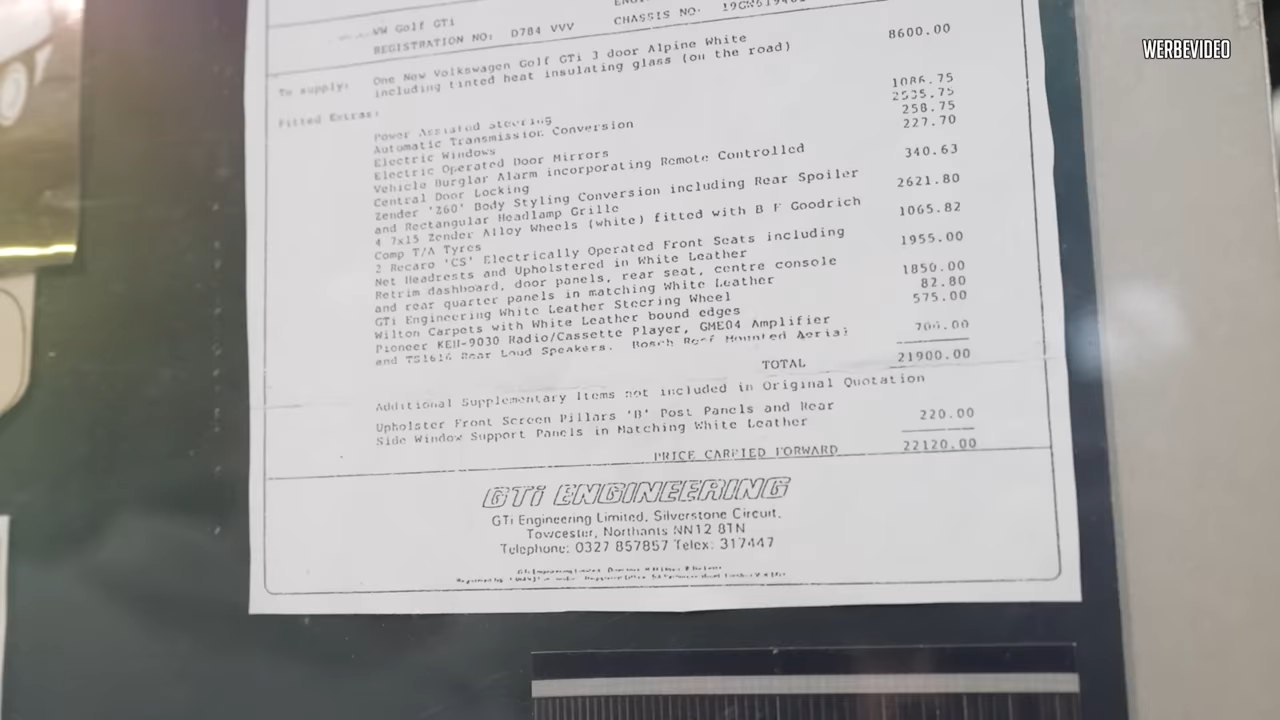 WERBEVIDEO
VW Golf GTi
REGISTRATION NO: D784 VVV
CHASSIS NO:
To supply: One New Volkswagen Golf GTi 3 door Alpine White 8600.00
including tinted heat insulating glass (on the road)
Fitted Extras:
Power Assisted Steering 1086.75
Automatic Transmission Conversion 2535.75
Electric Windows 258.75
Electric Operated Door Mirrors 227.70
Vehicle Burglar Alarm incorporating Remote Controlled
Central Door Locking 340.63
Zender 'Z60' Body Styling Conversion including Rear Spoiler
and Rectangular Headlamp Grille 2621.80
4 7x15 Zender Alloy Wheels (white) fitted with B F Goodrich
Comp T/A Tyres 1065.82
2 Recaro 'CS' Electrically Operated Front Seats including
Net Headrests and Upholstered in White Leather 1955.00
Retrim dashboard, door panels, rear seat, centre console
and rear quarter panels in matching White Leather 1850.00
GTi Engineering White Leather Steering Wheel 82.80
Wilton Carpets with White Leather bound edges 575.00
Pioneer KEH-9030 Radio/Cassette Player, GME04 Amplifier
and TS1616 Rear Loud Speakers. Bosch Roof Mounted Aerial 700.00
TOTAL 21900.00
Additional Supplementary Items not included in Original Quotation
Upholster Front Screen Pillars 'B' Post Panels and Rear
Side Window Support Panels in Matching White Leather 220.00
PRICE CARRIED FORWARD 22120.00
GTi ENGINEERING
GTi Engineering Limited, Silverstone Circuit,
Towcester, Northants NN12 8TN
Telephone: 0327 857857 Telex: 317447